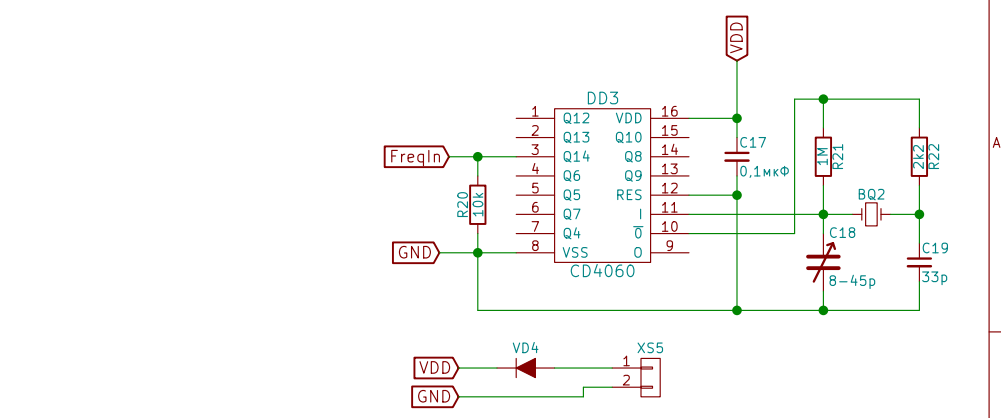 VDD
DD3
1 Q12 VDD 16
2 Q13 Q10 15
3 Q14 Q8 14
4 Q6 Q9 13
5 Q5 RES 12
6 Q7 I 11
7 Q4 O 10
8 VSS O 9
CD4060
FreqIn
R20
10k
GND
C17
0,1мкФ
1M
R21
2k2
R22
BQ2
C18
8-45p
C19
33p
A
VDD
VD4
XS5
1
2
GND